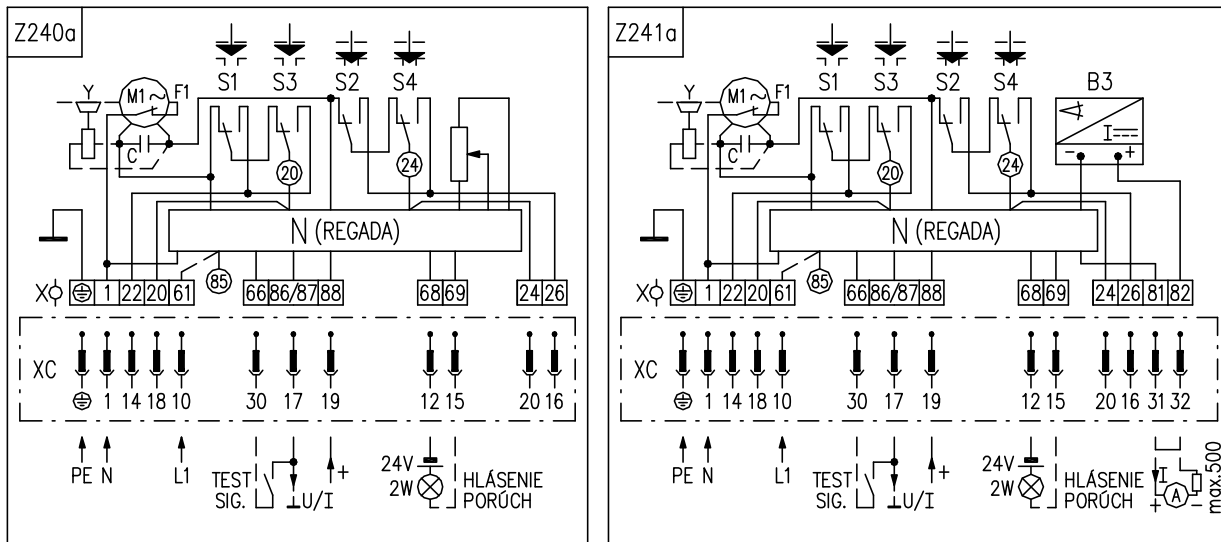 Z240a
S1 S3 S2 S4
Y M1 ~ F1
C
20 24
N (REGADA)
85
X 1 22 20 61 66 86/87 88 68 69 24 26
XC
1 14 18 10 30 17 19 12 15 20 16
PE N L1 TEST SIG. U/I + 24V 2W HLÁSENIE PORÚCH
Z241a
S1 S3 S2 S4 B3
Y M1 ~ F1
C
I - +
20 24
N (REGADA)
85
X 1 22 20 61 66 86/87 88 68 69 24 26 81 82
XC
1 14 18 10 30 17 19 12 15 20 16 31 32
PE N L1 TEST SIG. U/I + 24V 2W HLÁSENIE PORÚCH I + A - max.500